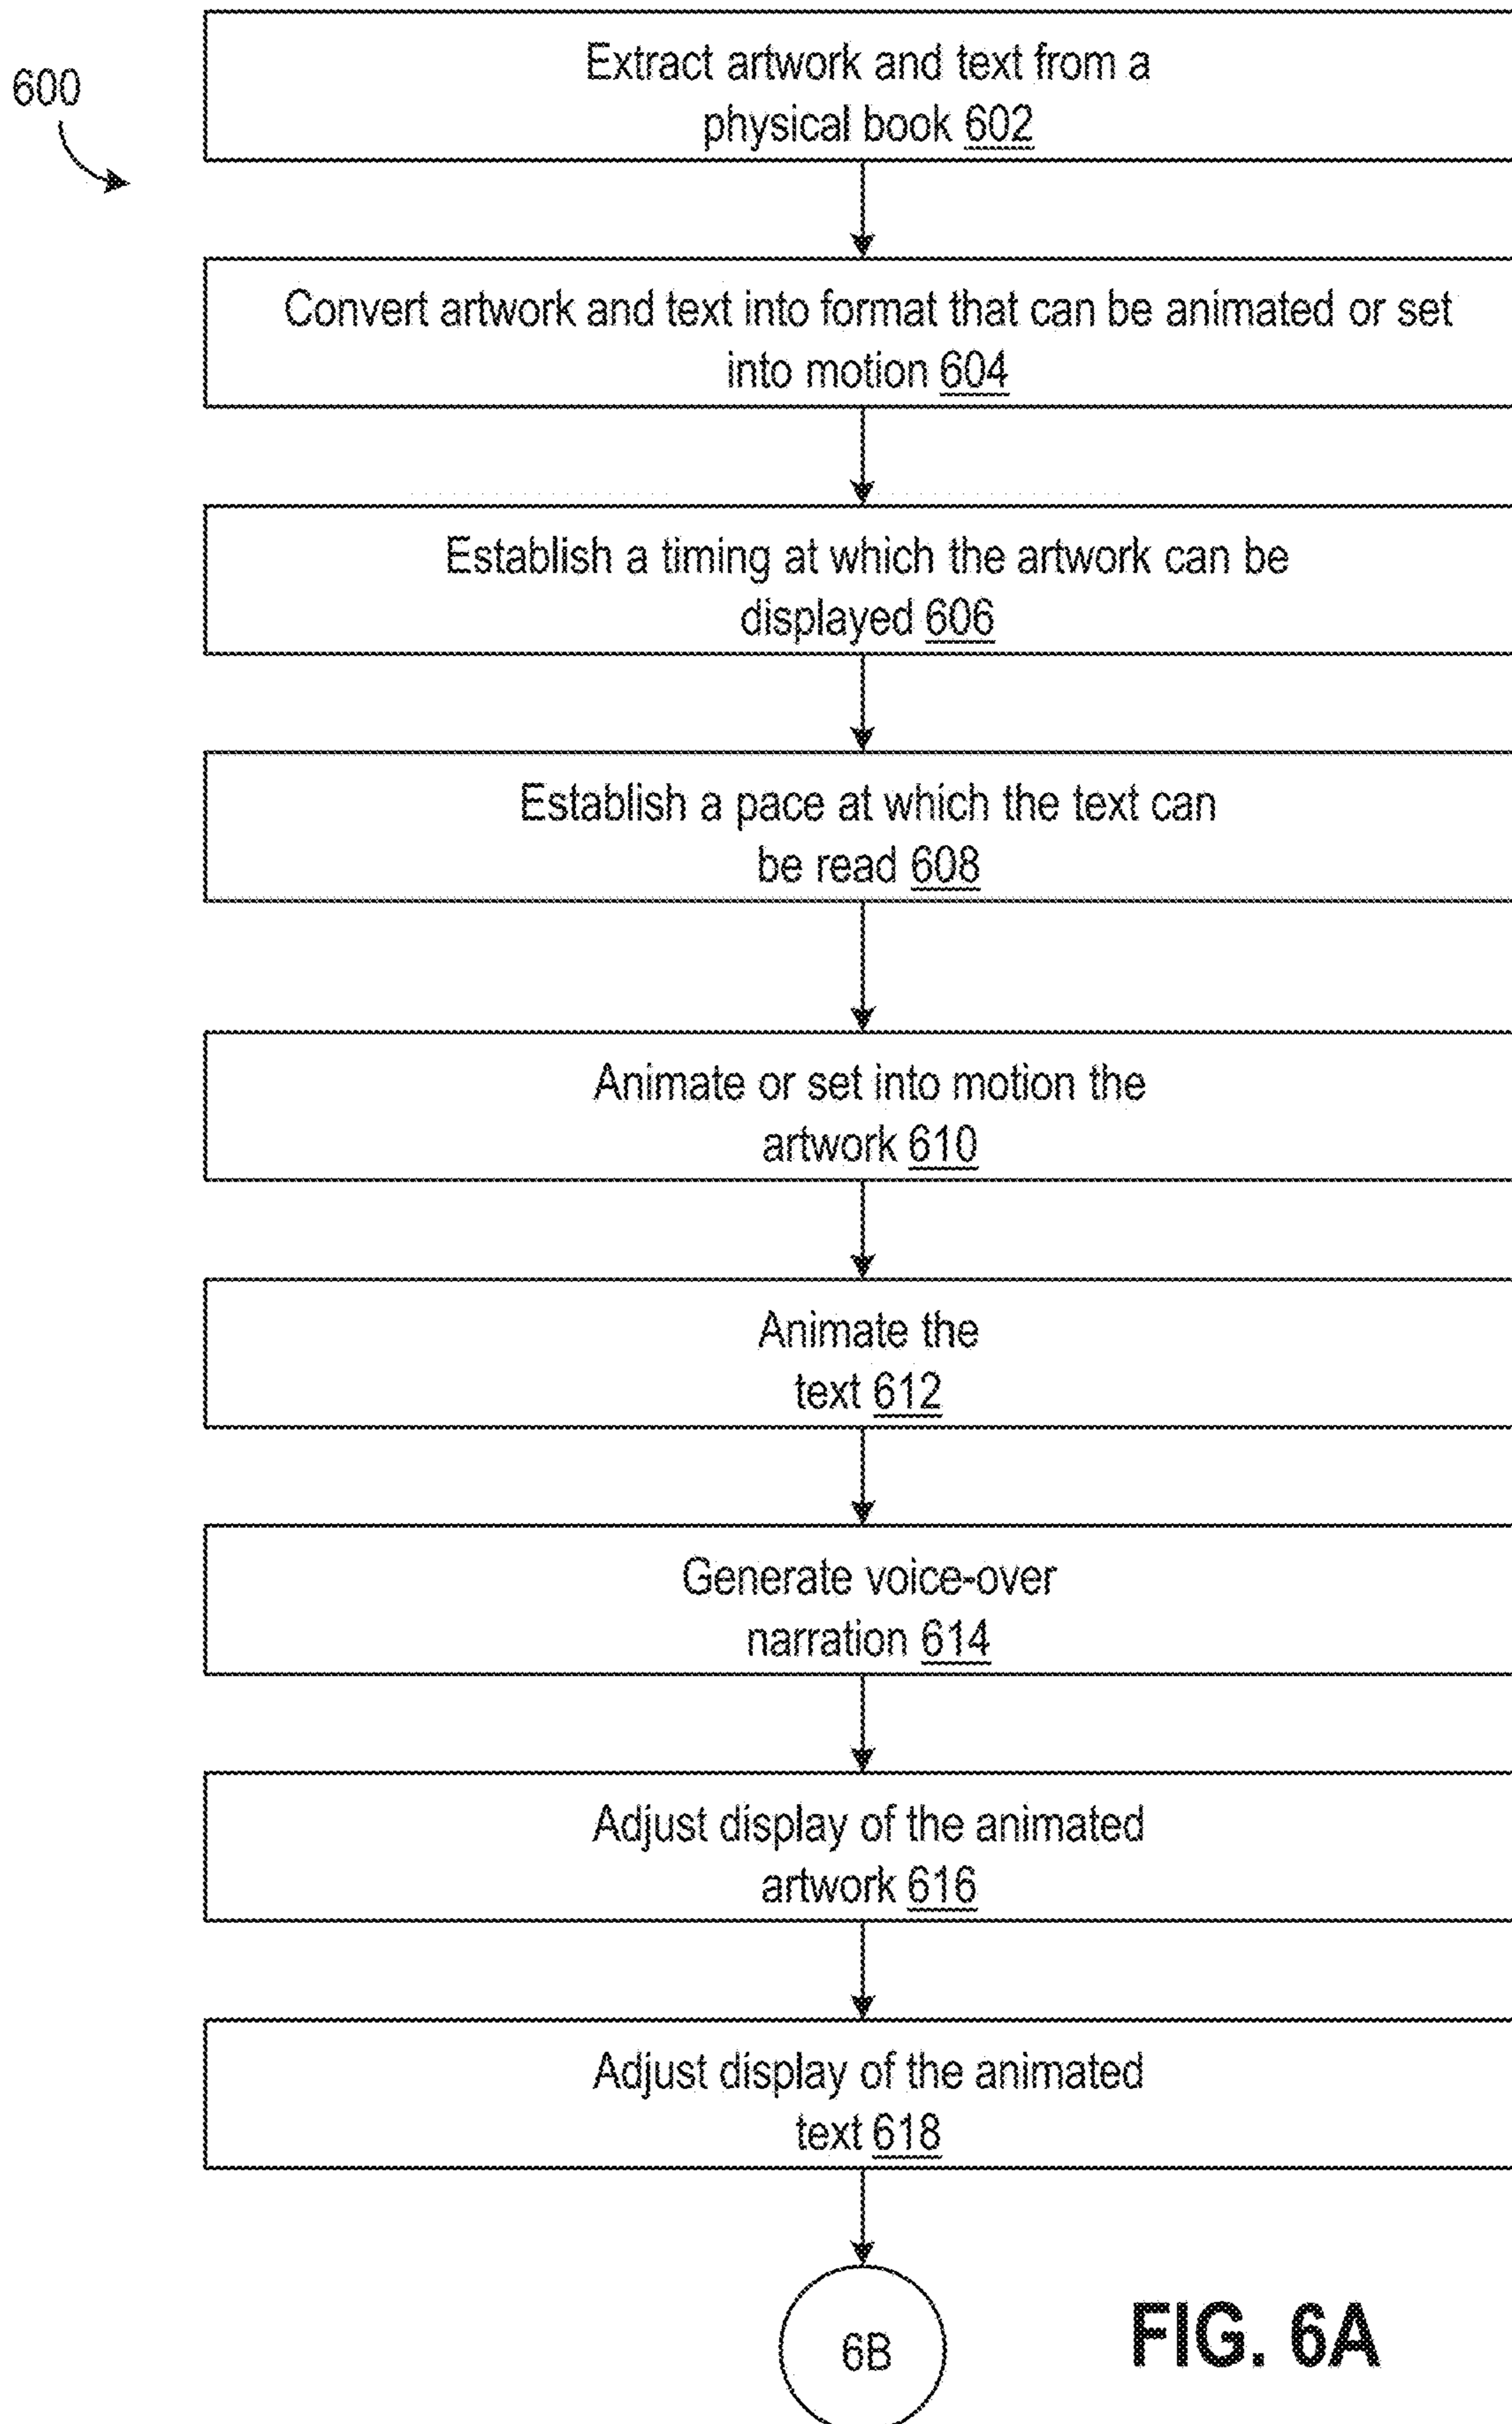 600
Extract artwork and text from a
physical book 602
Convert artwork and text into format that can be animated or set
into motion 604
Establish a timing at which the artwork can be
displayed 606
Establish a pace at which the text can
be read 608
Animate or set into motion the
artwork 610
Animate the
text 612
Generate voice-over
narration 614
Adjust display of the animated
artwork 616
Adjust display of the animated
text 618
6B
FIG. 6A